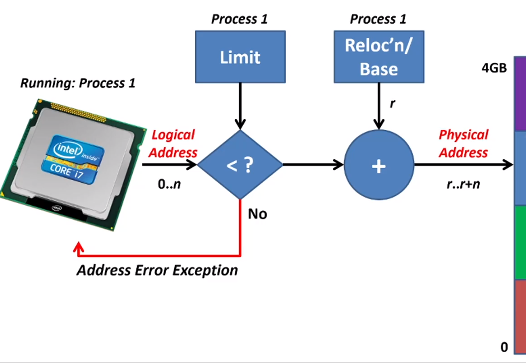 Process 1
Process 1
Limit
Reloc'n/
Base
4GB
Running: Process 1
r
Logical
Address
Physical
Address
intel
inside™
CORE i7
< ?
+
0..n
r..r+n
No
Address Error Exception
0